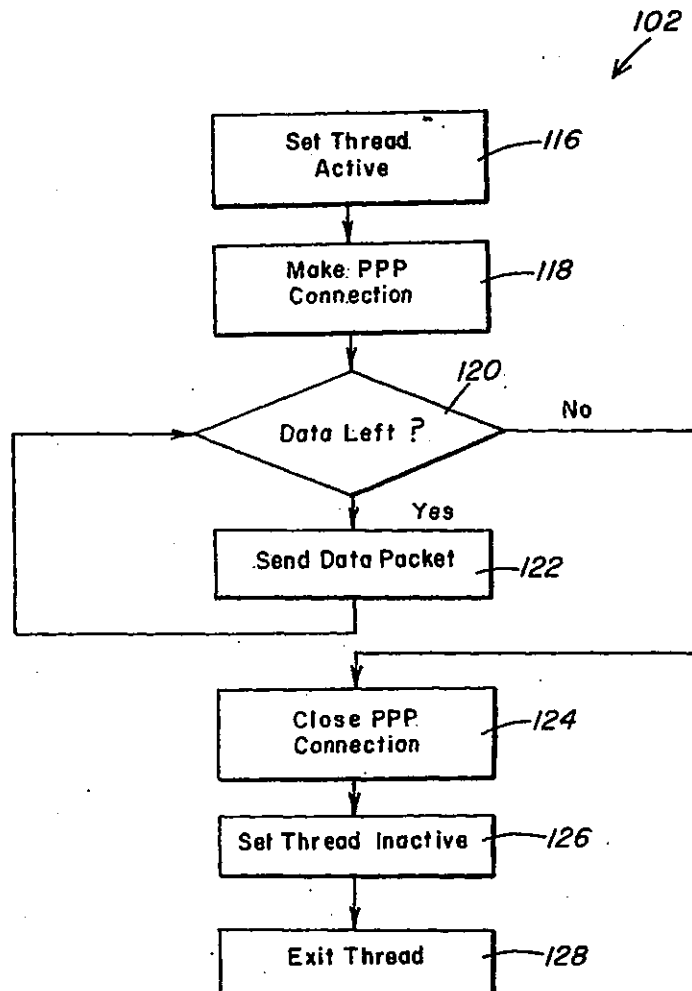 102
Set Thread
Active
116
Make PPP
Connection
118
120
Data Left ?
No
Yes
Send Data Packet
122
Close PPP
Connection
124
Set Thread Inactive
126
Exit Thread
128